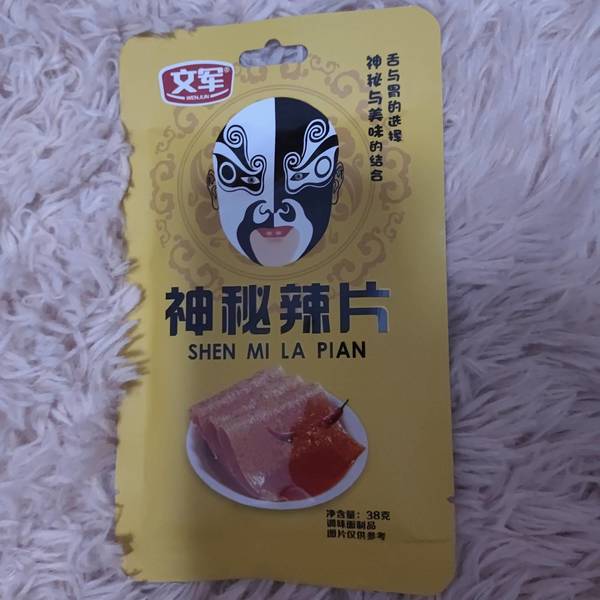 文军®
WENJUN
舌与胃的选择
神秘与美味的结合
神秘辣片
SHEN MI LA PIAN
净含量：38克
调味面制品
图片仅供参考